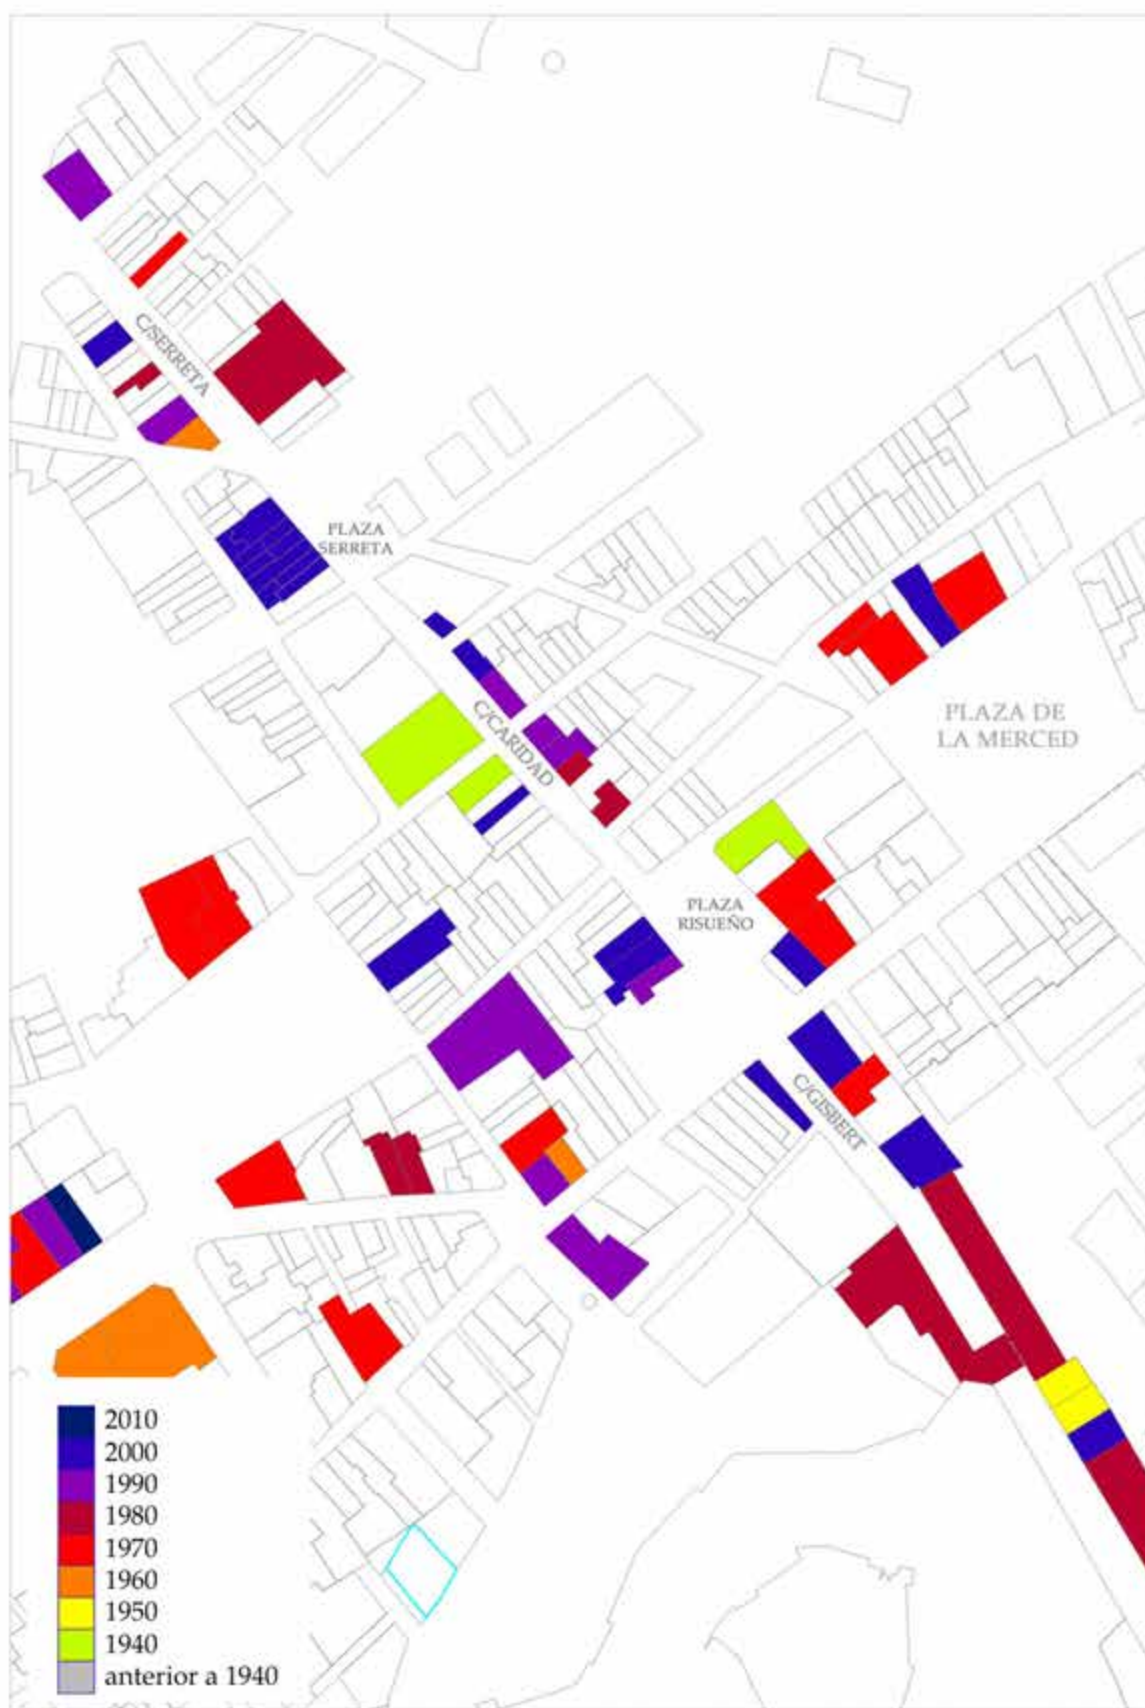 C/SERRETA
PLAZA
SERRETA
C/CARIDAD
PLAZA DE
LA MERCED
PLAZA
RISUEÑO
C/GISBERT
2010
2000
1990
1980
1970
1960
1950
1940
anterior a 1940